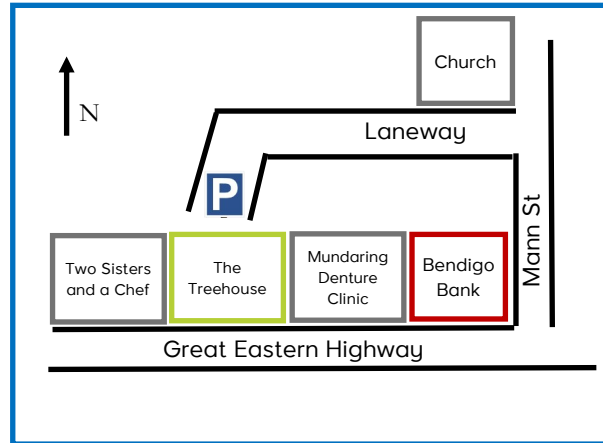 Church
N
Laneway
P
Mann St
Two Sisters
and a Chef
The
Treehouse
Mundaring
Denture
Clinic
Bendigo
Bank
Great Eastern Highway